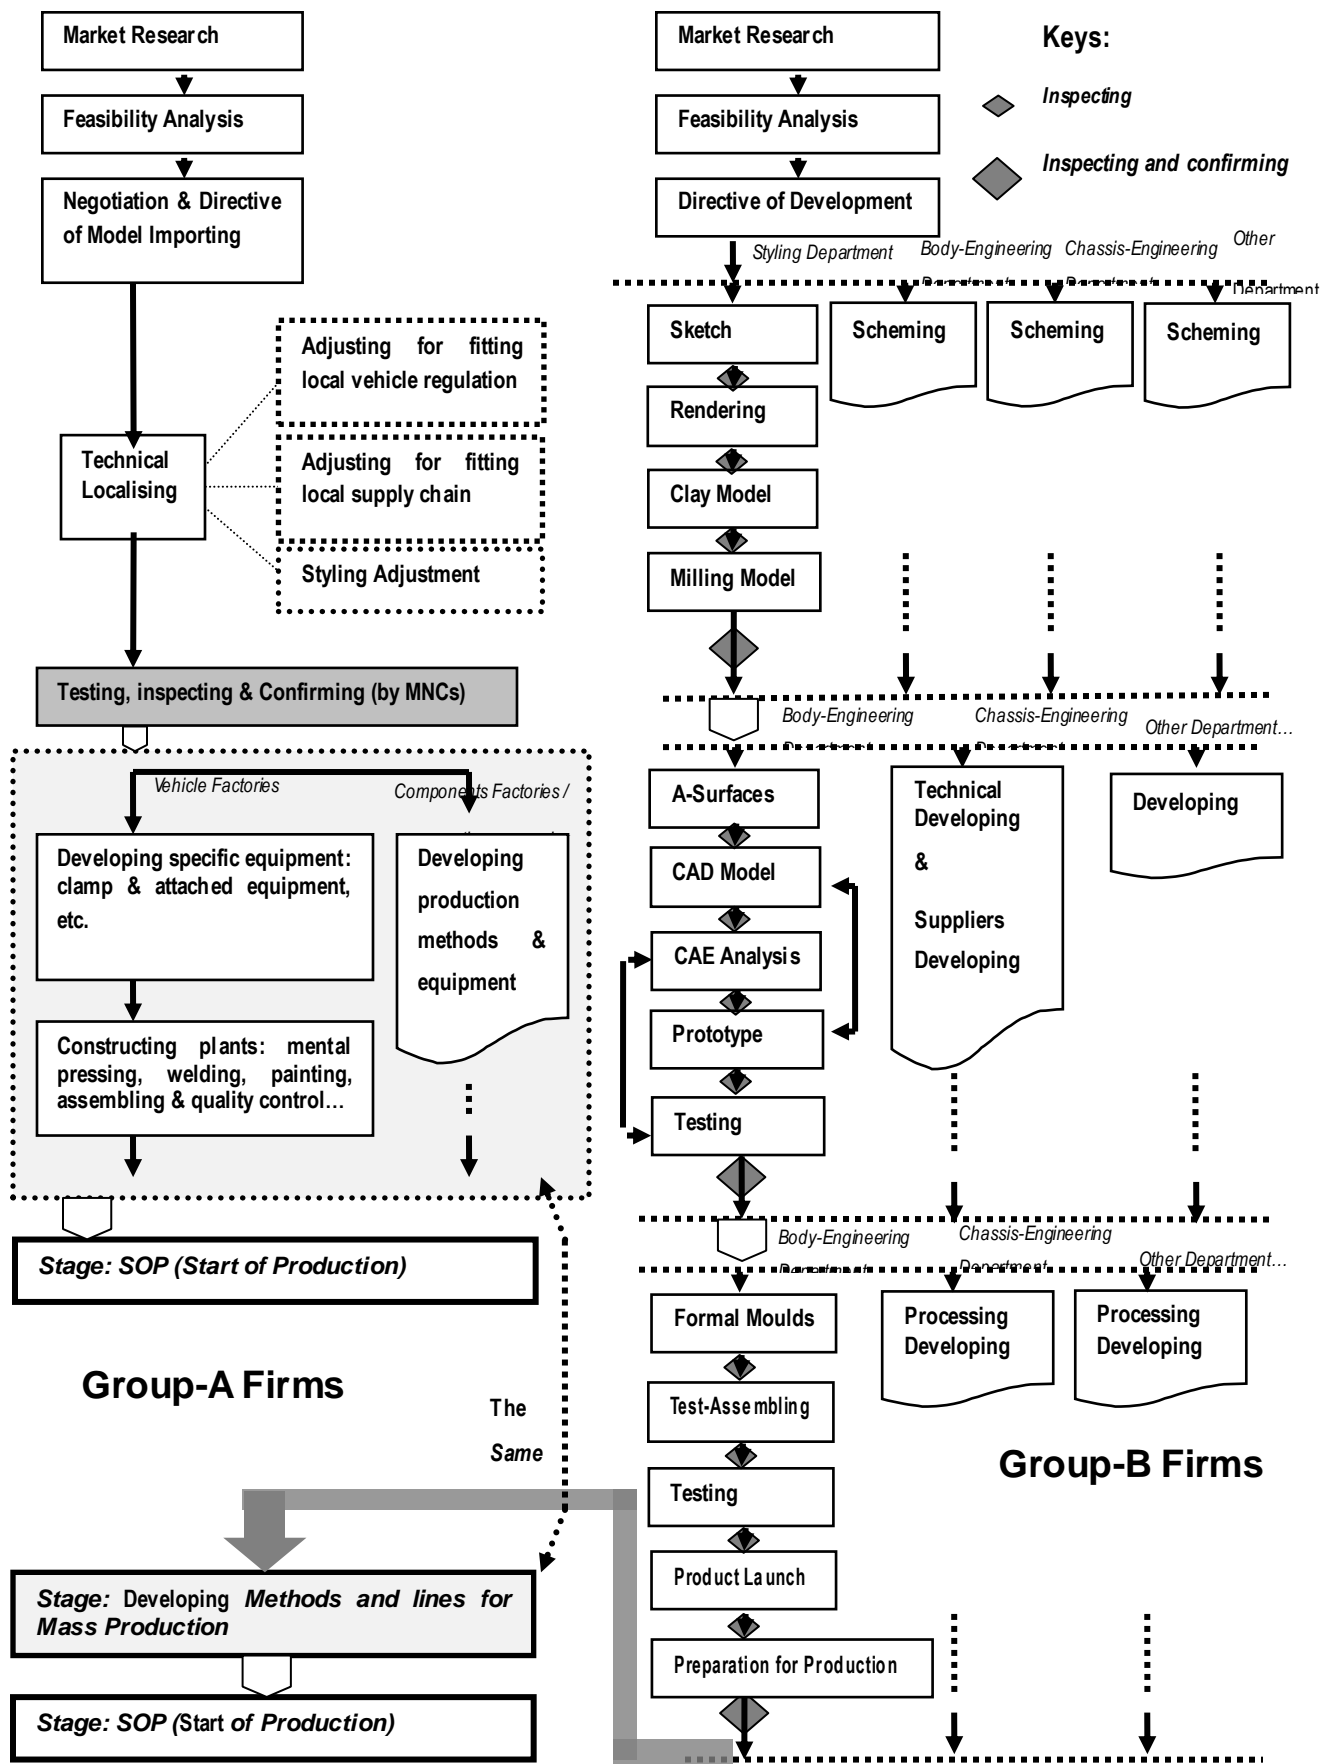 Market Research
Feasibility Analysis
Negotiation & Directive
of Model Importing
Adjusting for fitting
local vehicle regulation
Technical
Localising
Adjusting for fitting
local supply chain
Styling Adjustment
Testing, inspecting & Confirming (by MNCs)
Vehicle Factories
Components Factories /
Developing specific equipment:
clamp & attached equipment,
etc.
Developing
production
methods &
equipment
Constructing plants: mental
pressing, welding, painting,
assembling & quality control…
Stage: SOP (Start of Production)
Group-A Firms
The
Same
Stage: Developing Methods and lines for
Mass Production
Stage: SOP (Start of Production)
Market Research
Feasibility Analysis
Directive of Development
Keys:
Inspecting
Inspecting and confirming
Styling Department
Body-Engineering
Department
Chassis-Engineering
Department
Other
Department
Sketch
Scheming
Scheming
Scheming
Rendering
Clay Model
Milling Model
Body-Engineering
Department
Chassis-Engineering
Department
Other Department…
A-Surfaces
CAD Model
CAE Analysis
Prototype
Testing
Technical
Developing
&
Suppliers
Developing
Developing
Body-Engineering
Department
Chassis-Engineering
Department
Other Department…
Formal Moulds
Processing
Developing
Processing
Developing
Test-Assembling
Testing
Product Launch
Preparation for Production
Group-B Firms